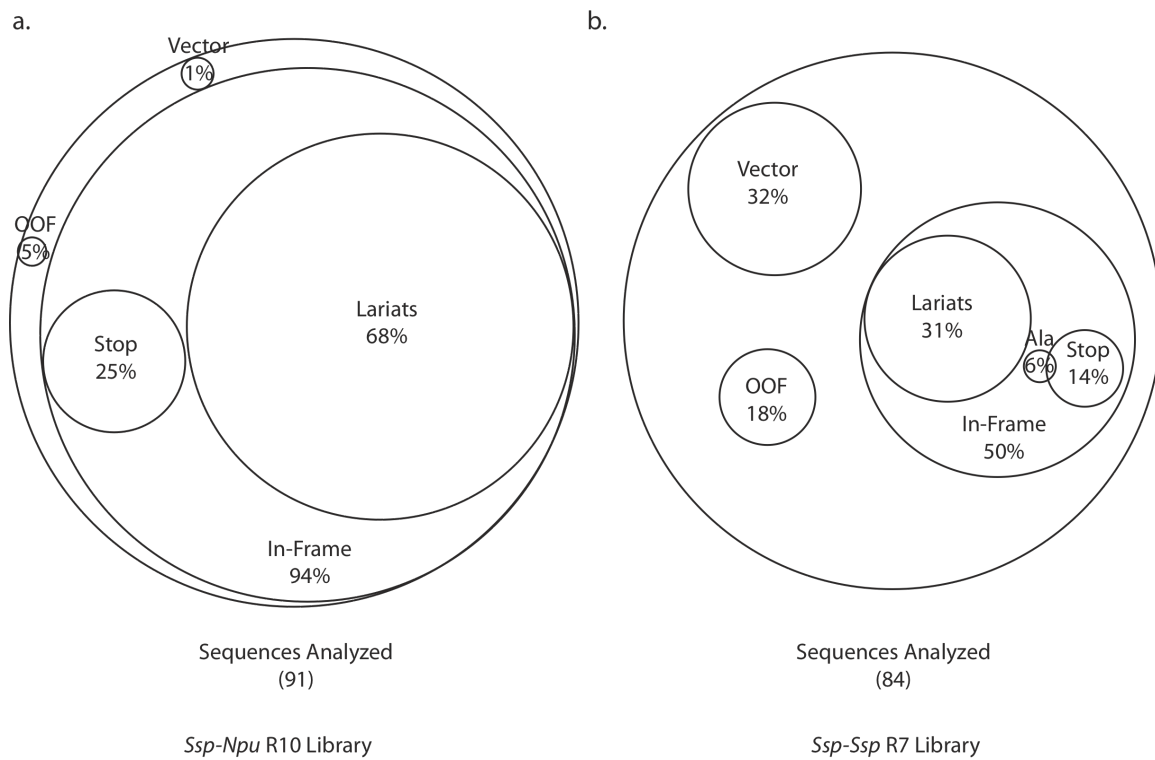 a.
Vector
1%
OOF
5%
Stop
25%
Lariats
68%
In-Frame
94%
Sequences Analyzed
(91)
Ssp-Npu R10 Library
b.
Vector
32%
OOF
18%
Lariats
31%
Ala
6%
Stop
14%
In-Frame
50%
Sequences Analyzed
(84)
Ssp-Ssp R7 Library